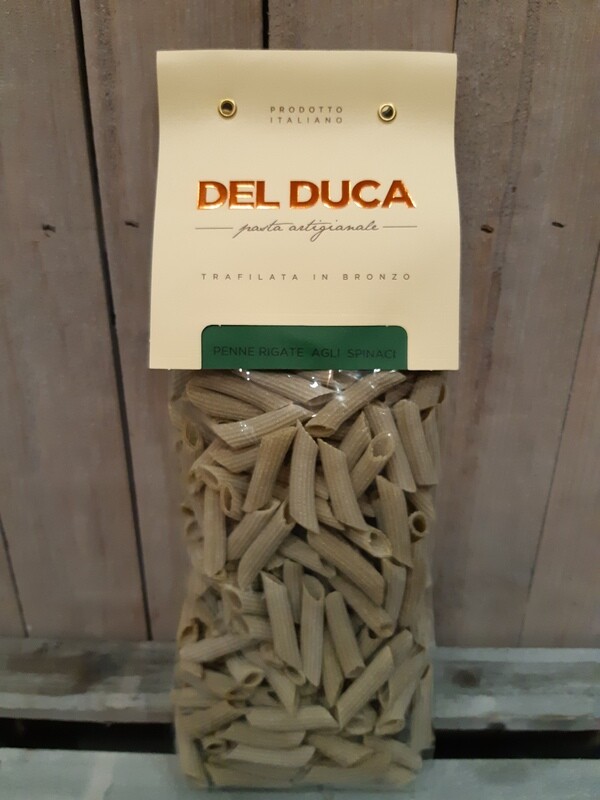 PRODOTTO
ITALIANO
DEL DUCA
pasta artigianale
TRAFILATA IN BRONZO
PENNE RIGATE AGLI SPINACI